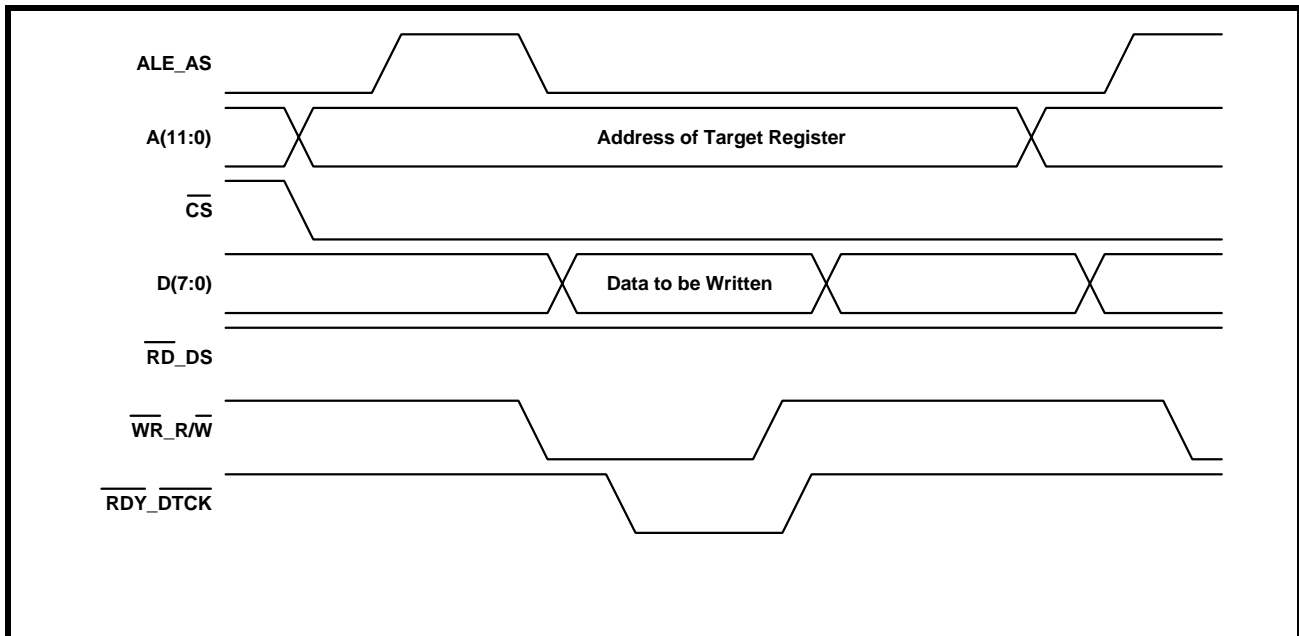 ALE_AS
A(11:0) Address of Target Register
CS
D(7:0) Data to be Written
RD_DS
WR_R/W
RDY_DTCK